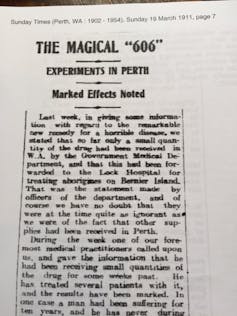 Sunday Times (Perth, WA : 1902 - 1954), Sunday 19 March 1911, page 7
THE MAGICAL "606"
EXPERIMENTS IN PERTH
Marked Effects Noted
Last week, in giving some informa-
tion with regard to the remarkable
new remedy for a horrible disease, we
stated that so far only a small quan-
tity of the drug had been received in
W.A. by the Government Medical De-
partment, and that this had been for-
warded to the Lock Hospital for
treating aborigines on Bernier Island.
That was the statement made by
officers of the department, and of
course we have no doubt that they
were at the time quite as ignorant as
we were of the fact that other sup-
plies had been received in Perth.
During the week one of our fore-
most medical practitioners called upon
us, and gave the information that he
had been receiving small quantities of
the drug for some weeks past. He
has treated several patients with it,
and the results have been marked. In
one case a man had been suffering for
ten years, and he has never during